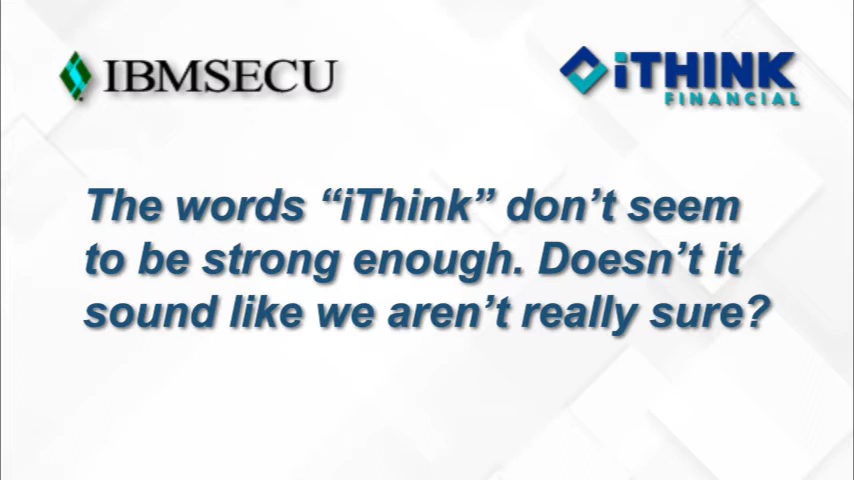 IBMSECU
iTHINK
FINANCIAL
The words “iThink” don’t seem
to be strong enough. Doesn’t it
sound like we aren’t really sure?